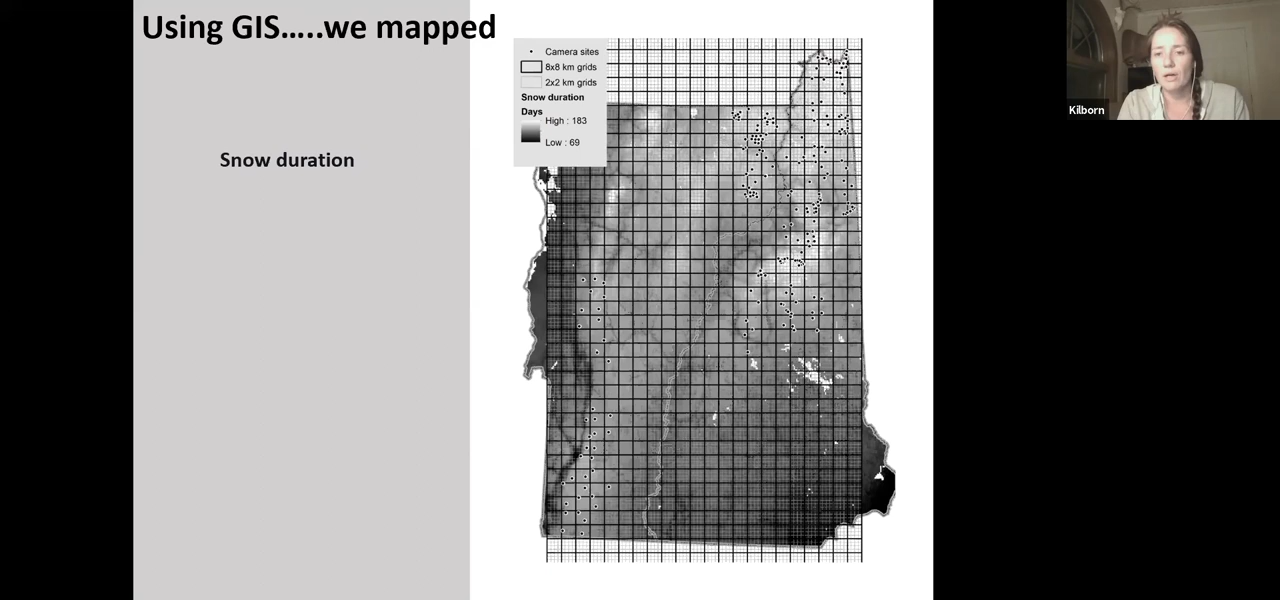 Using GIS…..we mapped
Camera sites
8x8 km grids
2x2 km grids
Snow duration
Days
High : 183
Low : 69
Snow duration
Kilborn